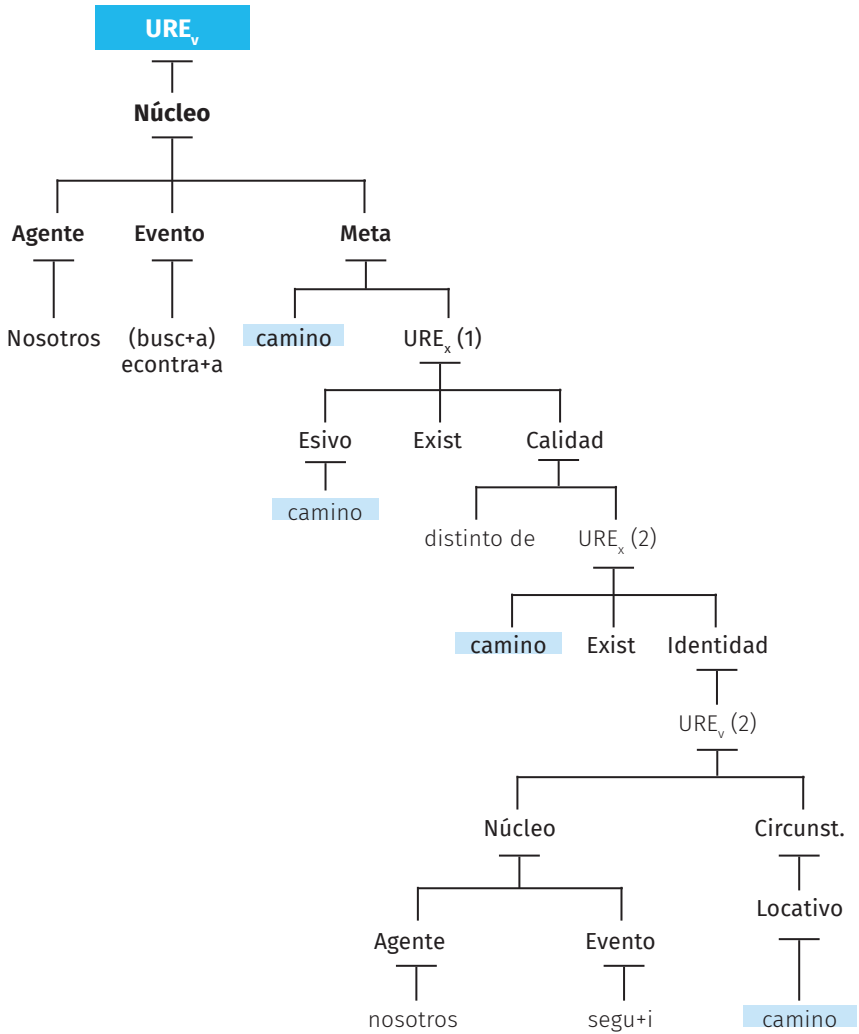 UREv
Núcleo
Agente Evento Meta
Nosotros (busc+a) camino UREx (1)
econtra+a
Esivo Exist Calidad
camino
distinto de UREx (2)
camino Exist Identidad
UREv (2)
Núcleo Circunst.
Locativo
Agente Evento
nosotros segu+i camino